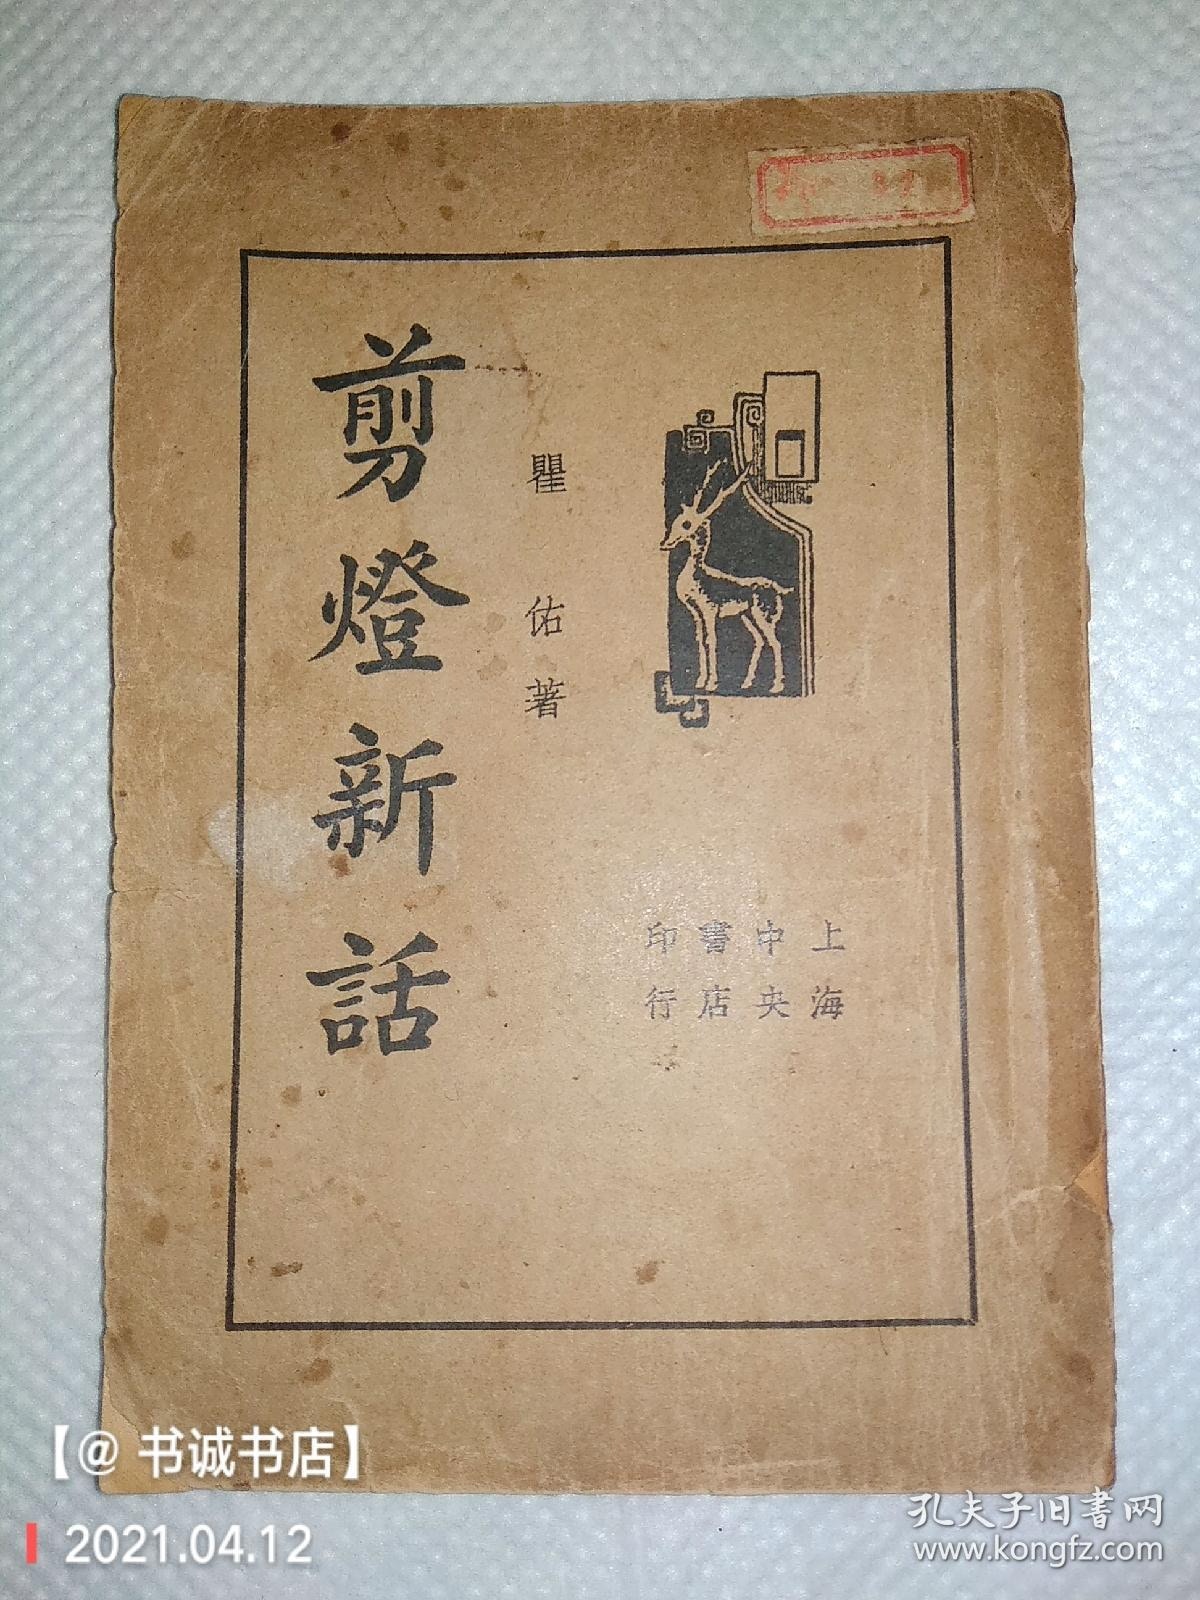 剪燈新話
瞿佑著
上海
中央
書店
印行
【@ 书诚书店】
2021.04.12
孔夫子旧书网
www.kongfz.com